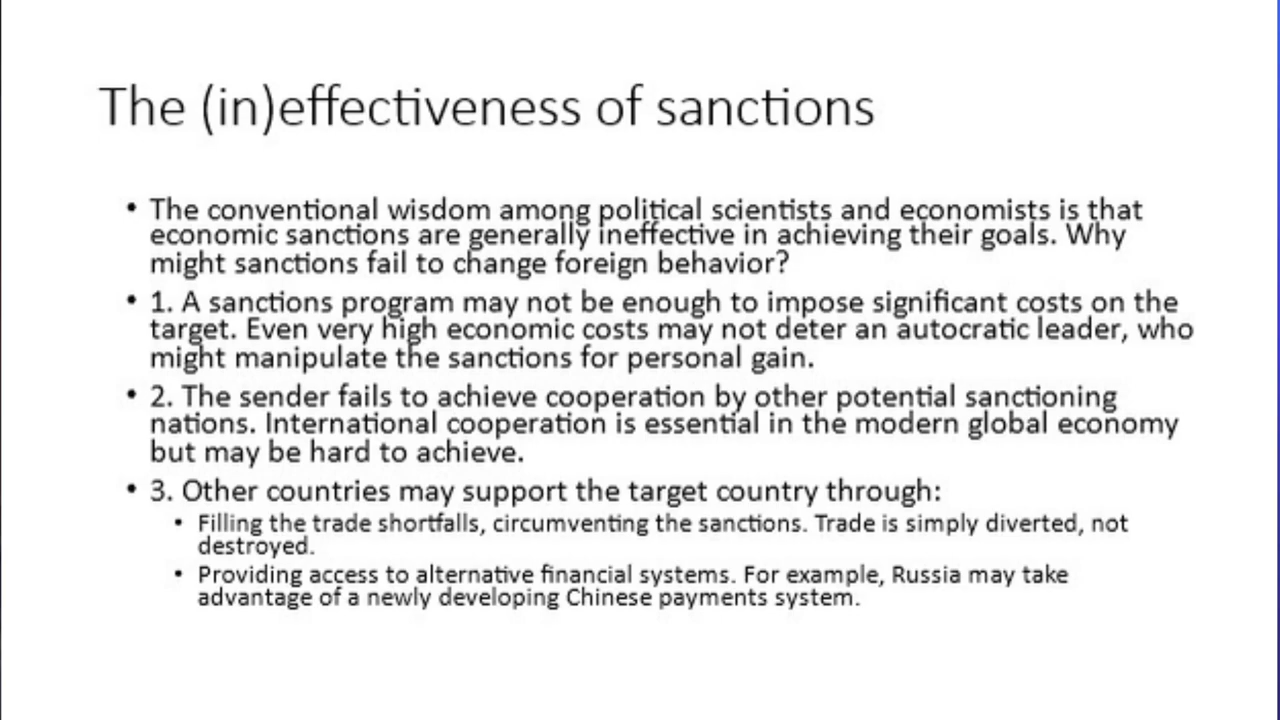 The (in)effectiveness of sanctions
• The conventional wisdom among political scientists and economists is that
economic sanctions are generally ineffective in achieving their goals. Why
might sanctions fail to change foreign behavior?
• 1. A sanctions program may not be enough to impose significant costs on the
target. Even very high economic costs may not deter an autocratic leader, who
might manipulate the sanctions for personal gain.
• 2. The sender fails to achieve cooperation by other potential sanctioning
nations. International cooperation is essential in the modern global economy
but may be hard to achieve.
• 3. Other countries may support the target country through:
• Filling the trade shortfalls, circumventing the sanctions. Trade is simply diverted, not
destroyed.
• Providing access to alternative financial systems. For example, Russia may take
advantage of a newly developing Chinese payments system.